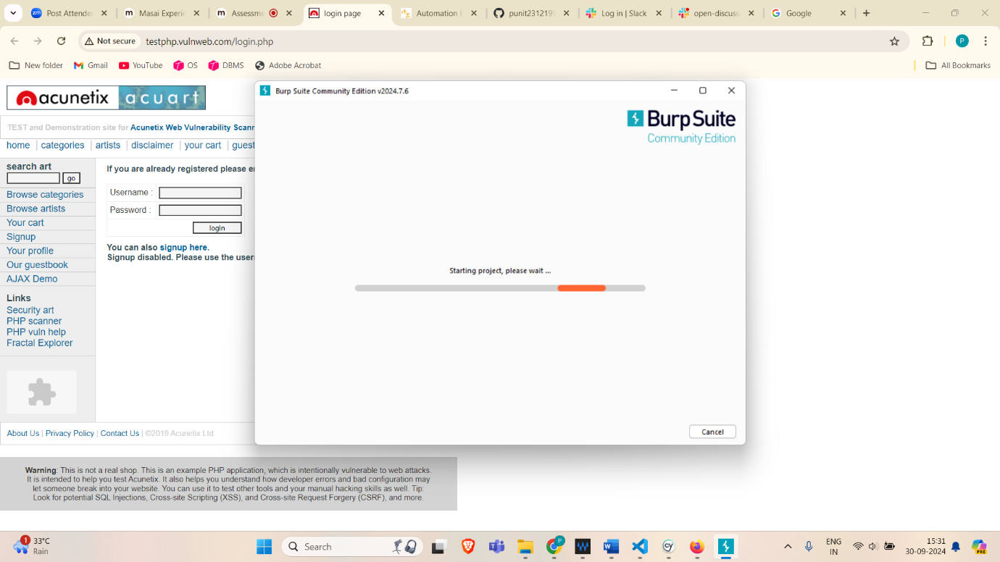 Post Attende
Masai Experie
Assessme
login page
Automation E
punit2312199
Log in | Slack
open-discuss
Google
Not secure
testphp.vulnweb.com/login.php
P
New folder
Gmail
YouTube
OS
DBMS
Adobe Acrobat
All Bookmarks
acunetix acuart
TEST and Demonstration site for Acunetix Web Vulnerability Scann
home | categories | artists | disclaimer | your cart | guest
search art
go
Browse categories
Browse artists
Your cart
Signup
Your profile
Our guestbook
AJAX Demo
Links
Security art
PHP scanner
PHP vuln help
Fractal Explorer
If you are already registered please en
Username :
Password :
login
You can also signup here.
Signup disabled. Please use the usern
Burp Suite Community Edition v2024.7.6
Burp Suite
Community Edition
Starting project, please wait ...
Cancel
About Us | Privacy Policy | Contact Us | ©2019 Acunetix Ltd
Warning: This is not a real shop. This is an example PHP application, which is intentionally vulnerable to web attacks.
It is intended to help you test Acunetix. It also helps you understand how developer errors and bad configuration may
let someone break into your website. You can use it to test other tools and your manual hacking skills as well. Tip:
Look for potential SQL Injections, Cross-site Scripting (XSS), and Cross-site Request Forgery (CSRF), and more.
1
33°C
Rain
Search
P
ENG
IN
15:31
30-09-2024
PRE